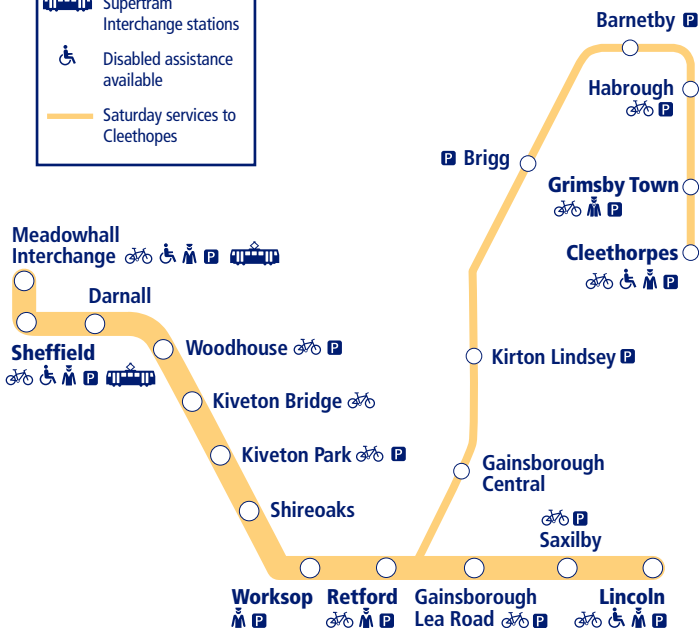 Supertram
Interchange stations
Disabled assistance
available
Saturday services to
Cleethopes
Barnetby P
Habrough
P
P Brigg
Grimsby Town
P
Cleethorpes
P
Meadowhall
Interchange P
Darnall
Sheffield
P
Woodhouse P
Kiveton Bridge
Kiveton Park P
Shireoaks
Kirton Lindsey P
Gainsborough
Central
P
Saxilby
Worksop
P
Retford
P
Gainsborough
Lea Road P
Lincoln
P